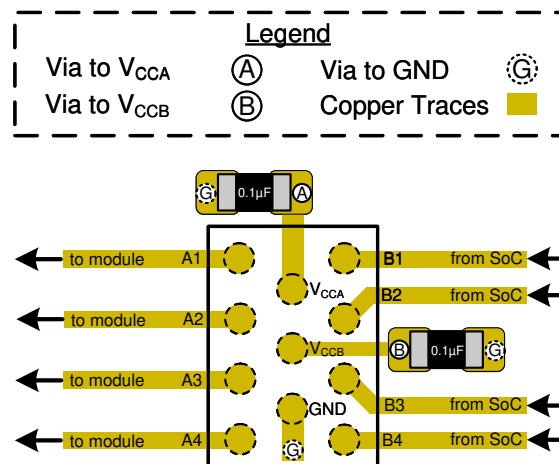 Legend
Via to VCCA A Via to GND G
Via to VCCB B Copper Traces
G 0.1µF A
to module A1 B1 from SoC
VCCA
B2 from SoC
to module A2
VCCB B 0.1µF G
to module A3
GND B3 from SoC
to module A4 B4 from SoC
G